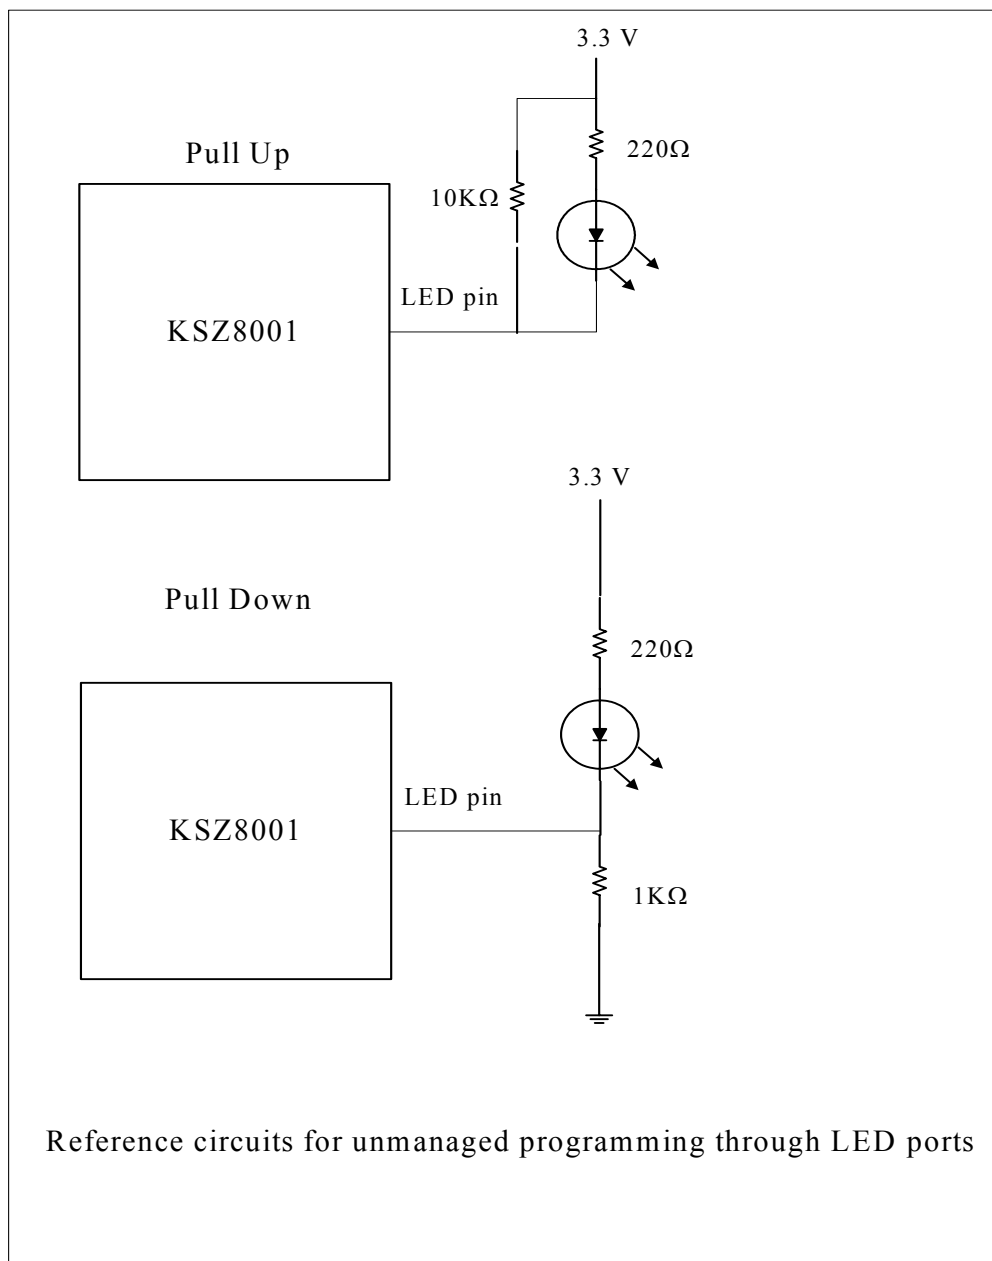 3.3 V
Pull Up
220Ω
10KΩ
LED pin
KSZ8001
3.3 V
Pull Down
220Ω
LED pin
KSZ8001
1KΩ
Reference circuits for unmanaged programming through LED ports